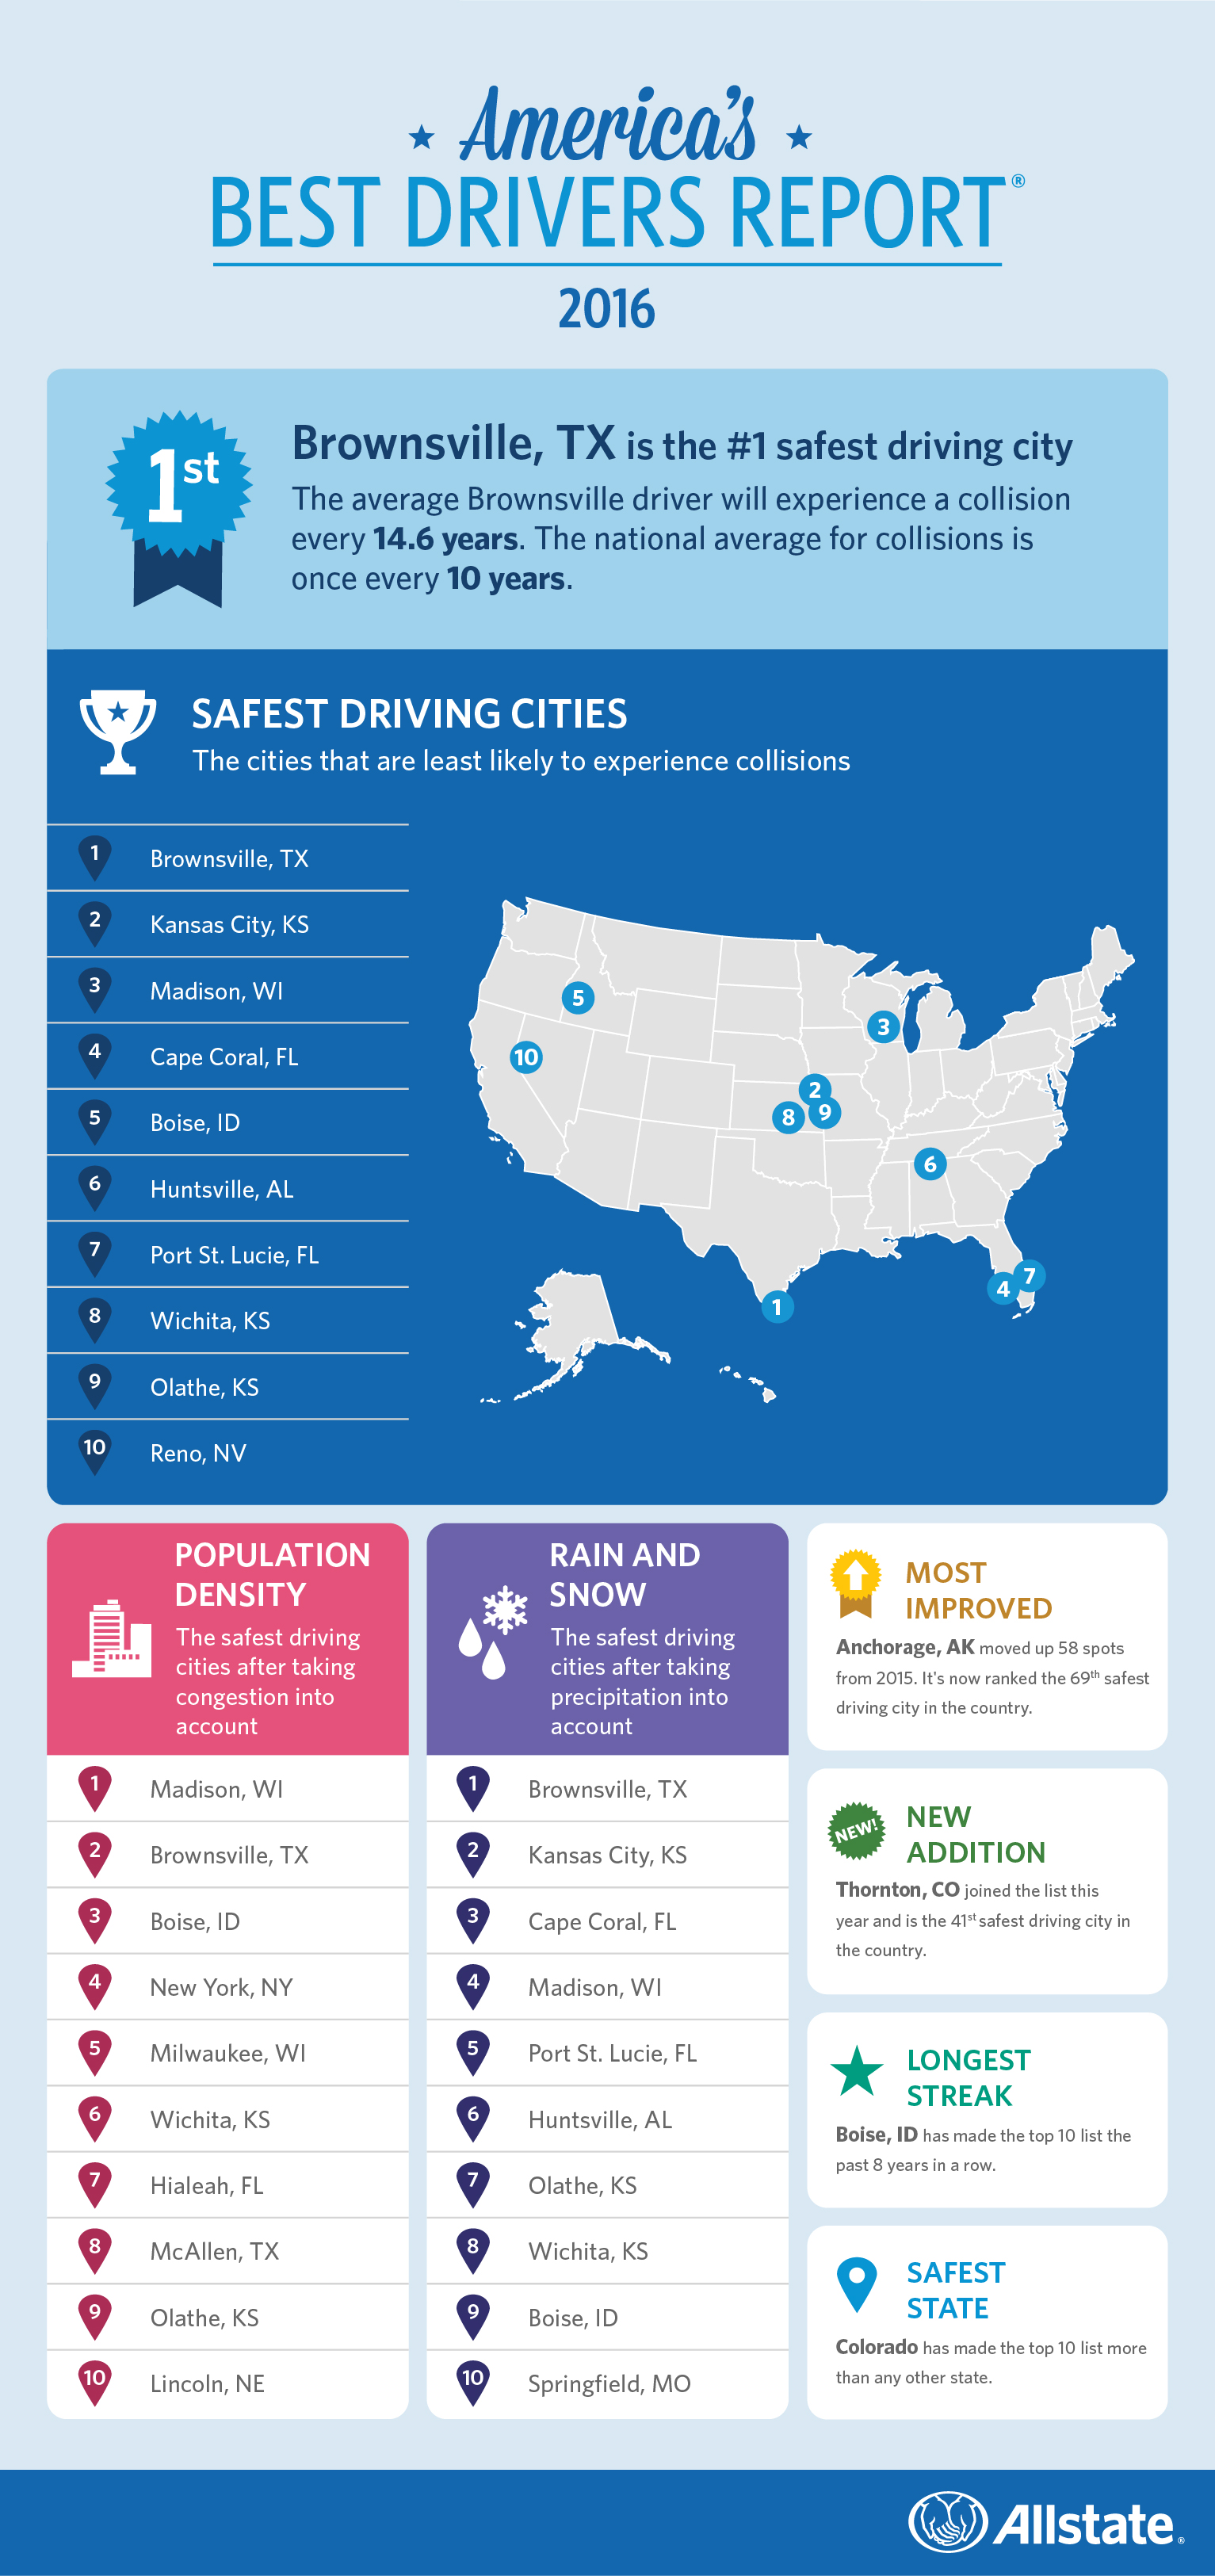 America's
BEST DRIVERS REPORT®
2016
1st
Brownsville, TX is the #1 safest driving city
The average Brownsville driver will experience a collision
every 14.6 years. The national average for collisions is
once every 10 years.
SAFEST DRIVING CITIES
The cities that are least likely to experience collisions
1 Brownsville, TX
2 Kansas City, KS
3 Madison, WI
4 Cape Coral, FL
5 Boise, ID
6 Huntsville, AL
7 Port St. Lucie, FL
8 Wichita, KS
9 Olathe, KS
10 Reno, NV
5
3
10
2
8 9
6
7
4
1
POPULATION
DENSITY
The safest driving
cities after taking
congestion into
account
1 Madison, WI
2 Brownsville, TX
3 Boise, ID
4 New York, NY
5 Milwaukee, WI
6 Wichita, KS
7 Hialeah, FL
8 McAllen, TX
9 Olathe, KS
10 Lincoln, NE
RAIN AND
SNOW
The safest driving
cities after taking
precipitation into
account
1 Brownsville, TX
2 Kansas City, KS
3 Cape Coral, FL
4 Madison, WI
5 Port St. Lucie, FL
6 Huntsville, AL
7 Olathe, KS
8 Wichita, KS
9 Boise, ID
10 Springfield, MO
MOST
IMPROVED
Anchorage, AK moved up 58 spots
from 2015. It's now ranked the 69th safest
driving city in the country.
NEW!
NEW
ADDITION
Thornton, CO joined the list this
year and is the 41st safest driving city in
the country.
LONGEST
STREAK
Boise, ID has made the top 10 list the
past 8 years in a row.
SAFEST
STATE
Colorado has made the top 10 list more
than any other state.
Allstate®